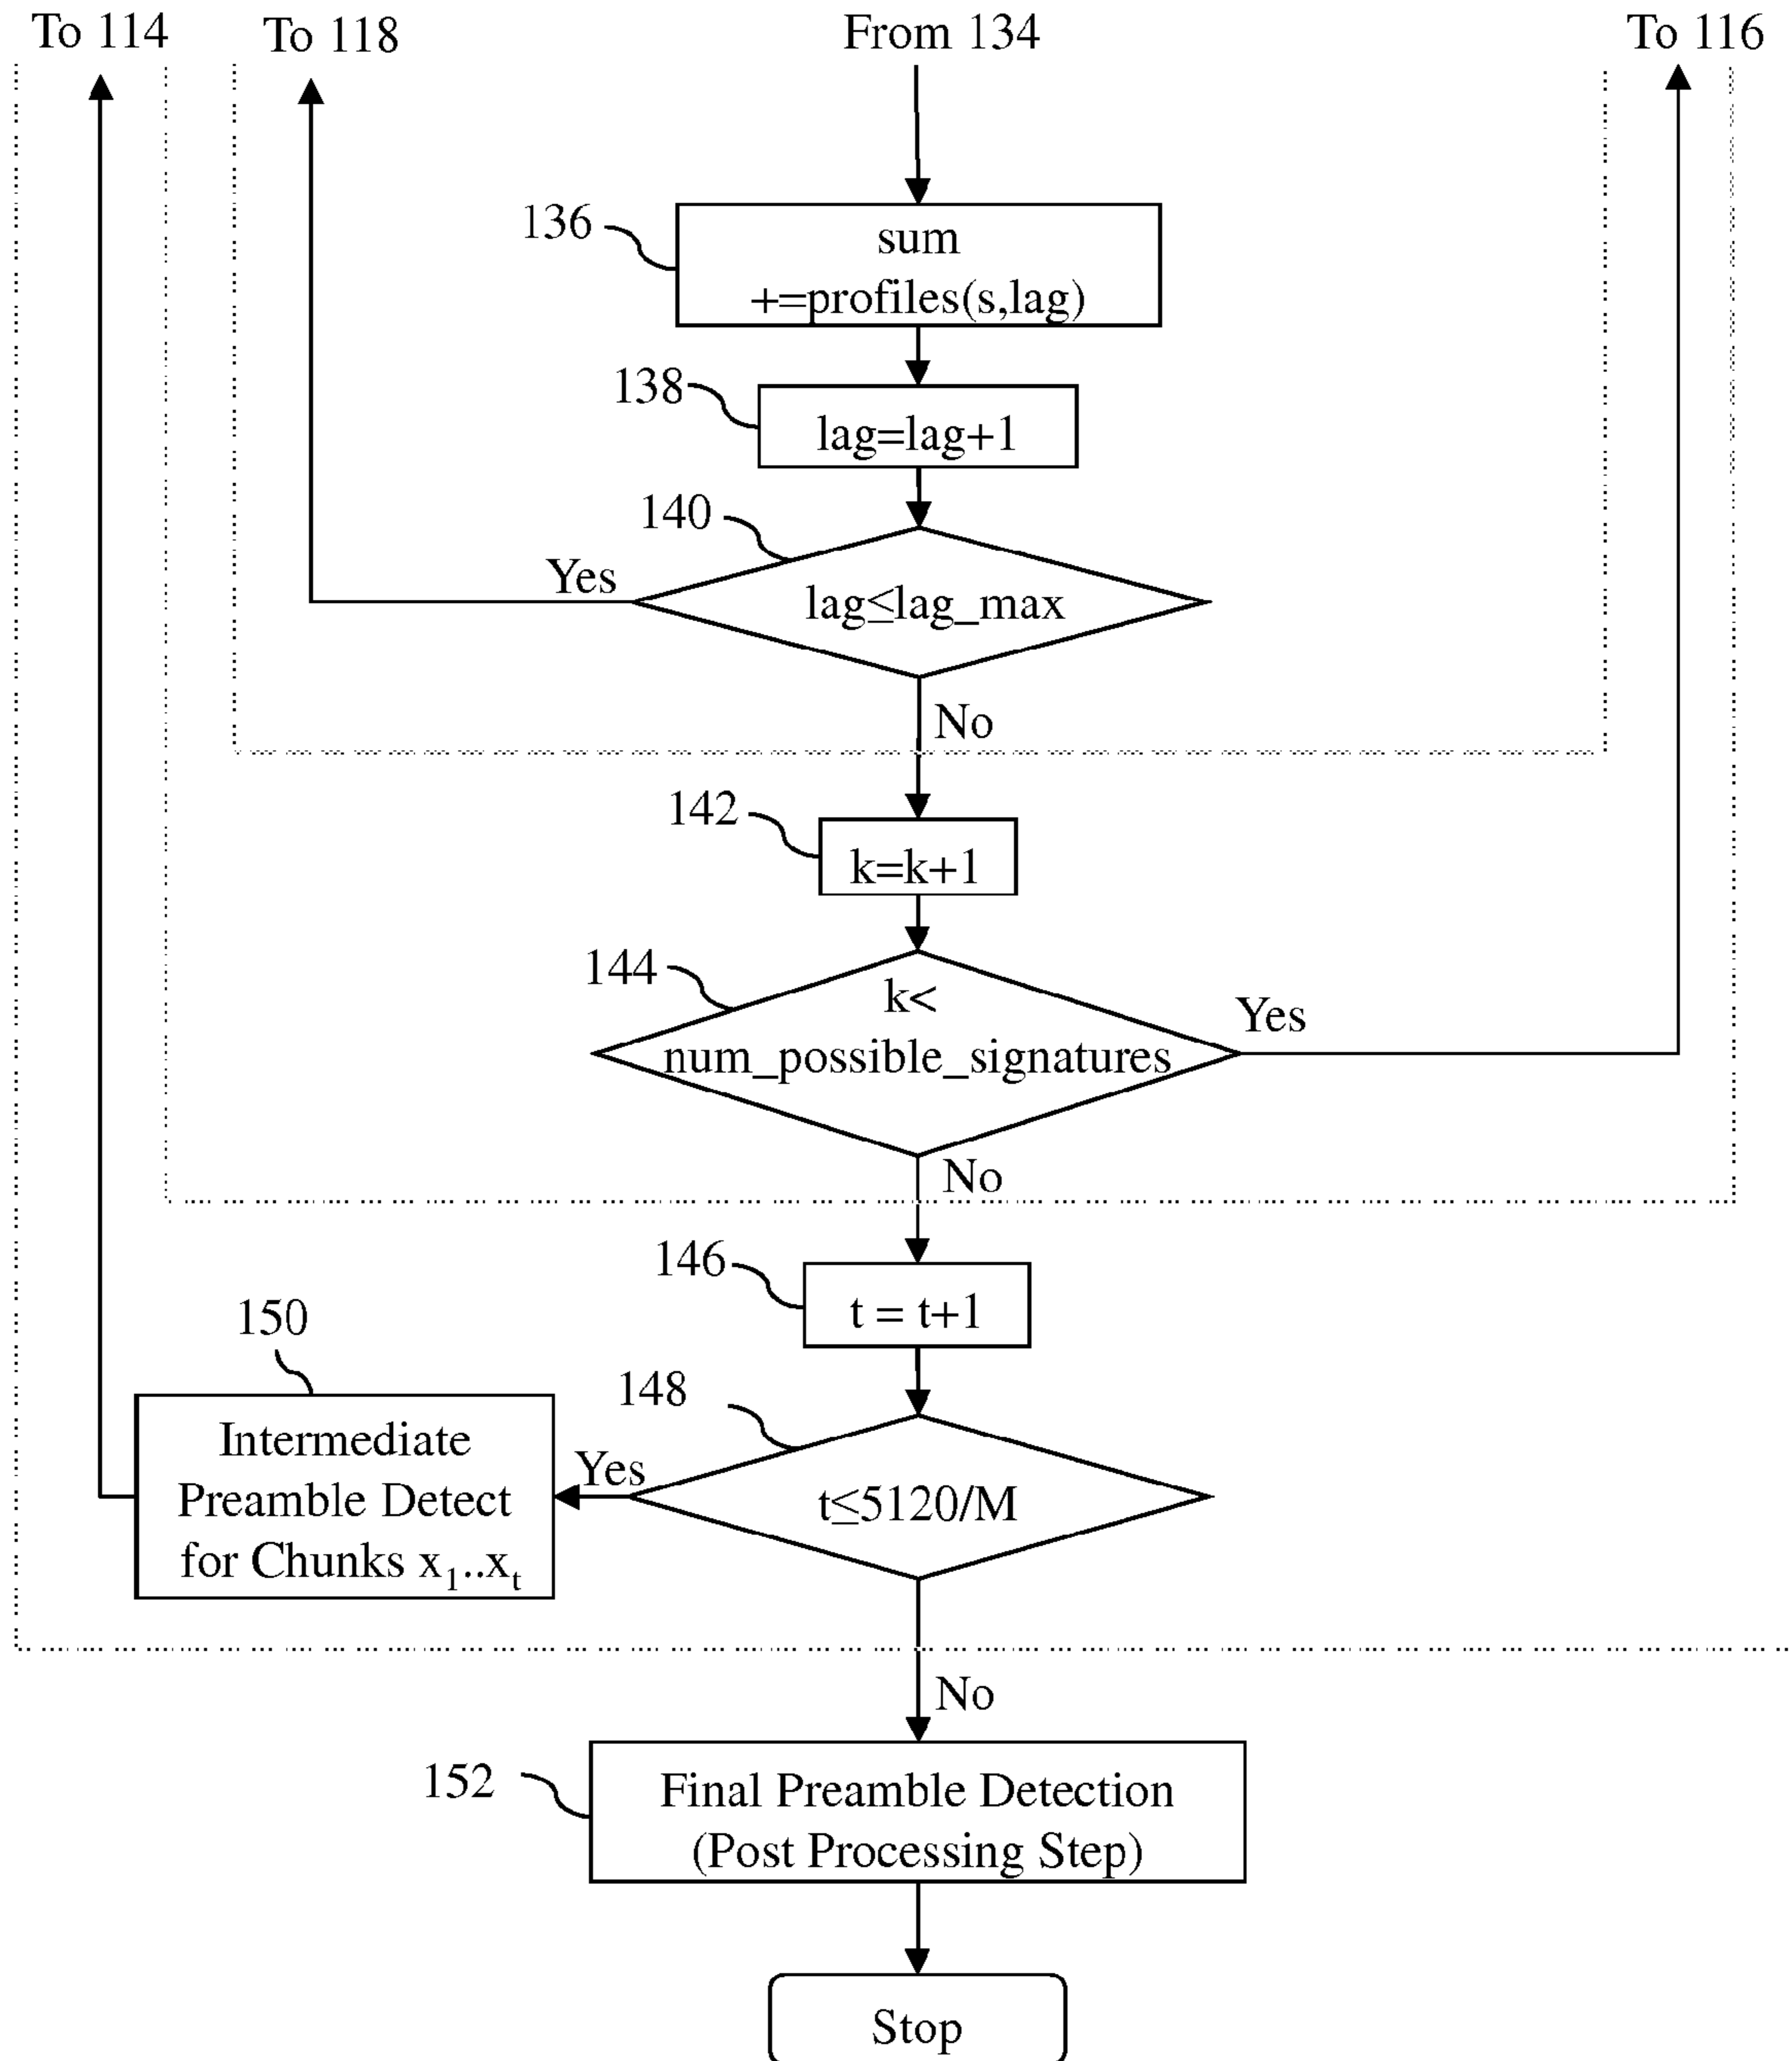 To 114
To 118
From 134
To 116
136
sum
+=profiles(s,lag)
138
lag=lag+1
140
Yes
lag≤lag_max
No
142
k=k+1
144
k<
num_possible_signatures
Yes
No
146
t = t+1
150
148
Intermediate
Preamble Detect
for Chunks x₁..xₜ
Yes
t≤5120/M
No
152
Final Preamble Detection
(Post Processing Step)
Stop